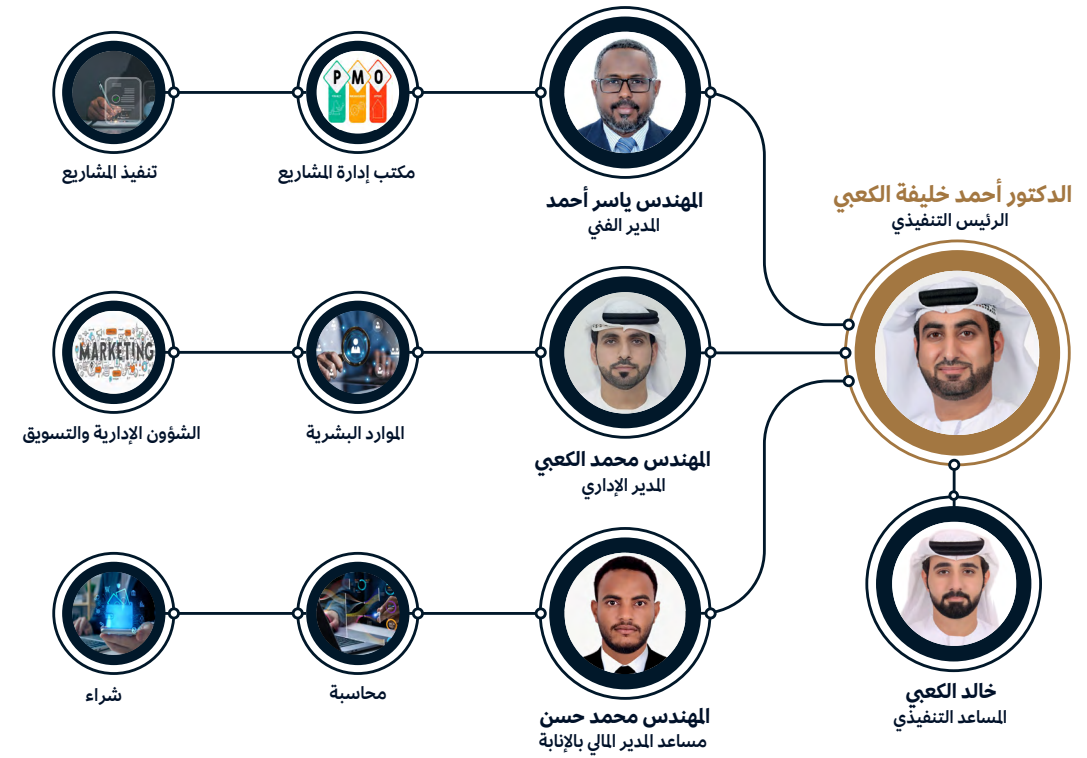 الدكتور أحمد خليفة الكعبي
الرئيس التنفيذي
خالد الكعبي
المساعد التنفيذي
المهندس ياسر أحمد
المدير الفني
PMO
مكتب إدارة المشاريع
تنفيذ المشاريع
المهندس محمد الكعبي
المدير الإداري
الموارد البشرية
MARKETING
الشؤون الإدارية والتسويق
المهندس محمد حسن
مساعد المدير المالي بالإنابة
محاسبة
شراء